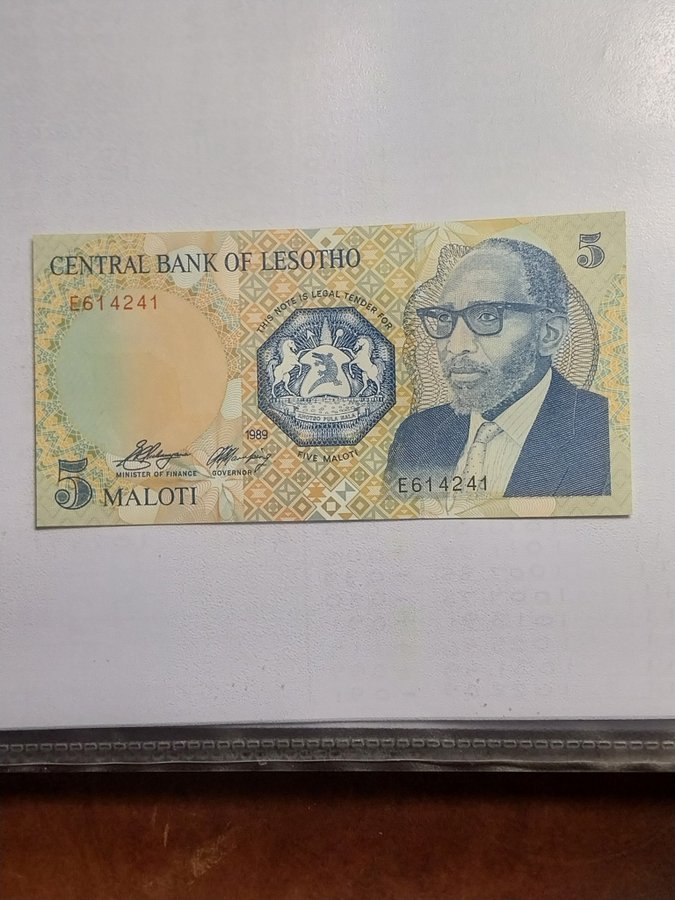 CENTRAL BANK OF LESOTHO
5
E614241
THIS NOTE IS LEGAL TENDER FOR
KHOTSO PULA NALA
1989
FIVE MALOTI
MINISTER OF FINANCE
GOVERNOR
5 MALOTI
E614241